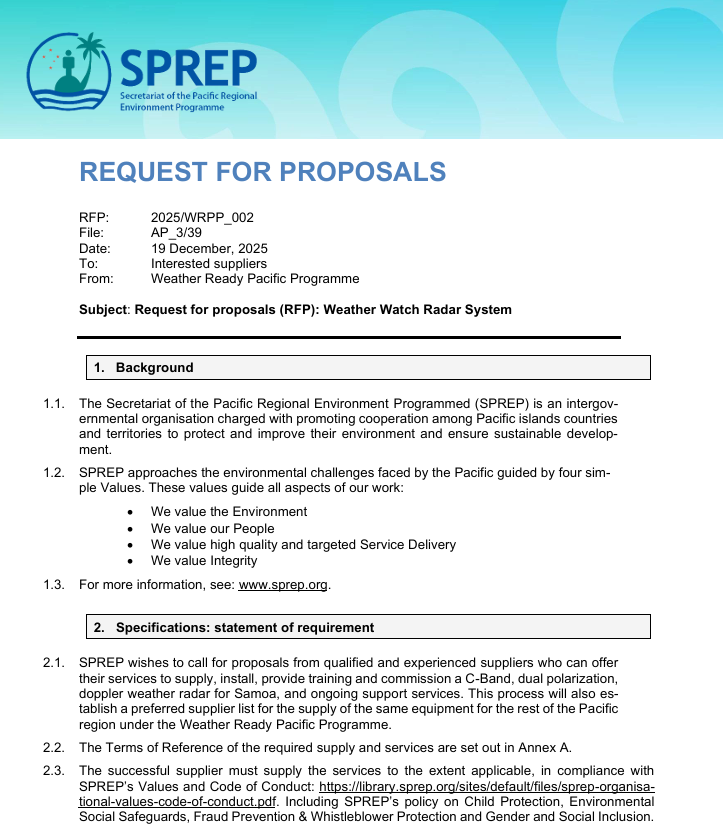 SPREP
Secretariat of the Pacific Regional
Environment Programme
REQUEST FOR PROPOSALS
RFP: 2025/WRPP_002
File: AP_3/39
Date: 19 December, 2025
To: Interested suppliers
From: Weather Ready Pacific Programme
Subject: Request for proposals (RFP): Weather Watch Radar System
1. Background
1.1. The Secretariat of the Pacific Regional Environment Programmed (SPREP) is an intergov-
ernmental organisation charged with promoting cooperation among Pacific islands countries
and territories to protect and improve their environment and ensure sustainable develop-
ment.
1.2. SPREP approaches the environmental challenges faced by the Pacific guided by four sim-
ple Values. These values guide all aspects of our work:
• We value the Environment
• We value our People
• We value high quality and targeted Service Delivery
• We value Integrity
1.3. For more information, see: www.sprep.org.
2. Specifications: statement of requirement
2.1. SPREP wishes to call for proposals from qualified and experienced suppliers who can offer
their services to supply, install, provide training and commission a C-Band, dual polarization,
doppler weather radar for Samoa, and ongoing support services. This process will also es-
tablish a preferred supplier list for the supply of the same equipment for the rest of the Pacific
region under the Weather Ready Pacific Programme.
2.2. The Terms of Reference of the required supply and services are set out in Annex A.
2.3. The successful supplier must supply the services to the extent applicable, in compliance with
SPREP's Values and Code of Conduct: https://library.sprep.org/sites/default/files/sprep-organisa-
tional-values-code-of-conduct.pdf. Including SPREP's policy on Child Protection, Environmental
Social Safeguards, Fraud Prevention & Whistleblower Protection and Gender and Social Inclusion.